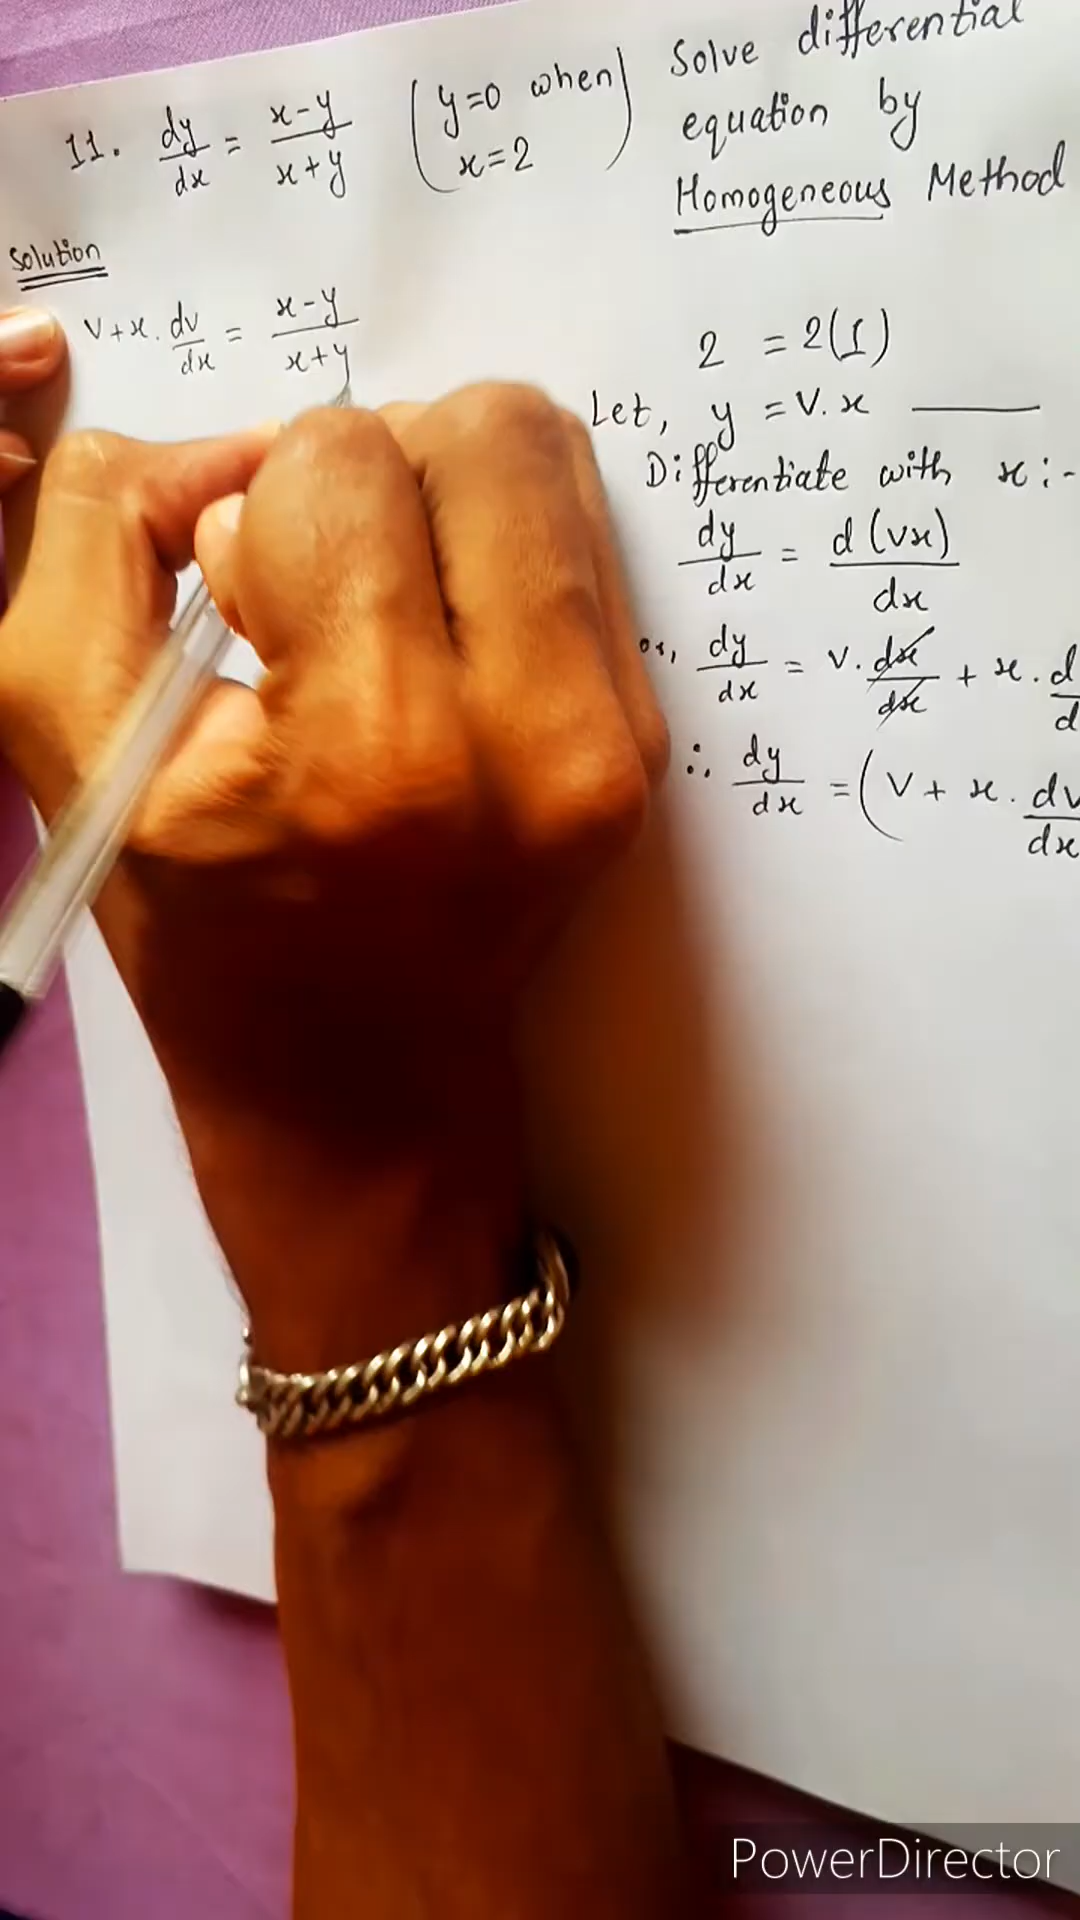 11. dy/dx = x-y/x+y (y=0 when x=2)
Solve differential
equation by
Homogeneous Method
Solution
v+x.dv/dx = x-y/x+y
2 = 2(1)
Let, y = v.x
Differentiate with x:-
dy/dx = d(vx)/dx
or, dy/dx = v.dx/dx + x.d/d
∴ dy/dx = (v + x.dv/dx
PowerDirector